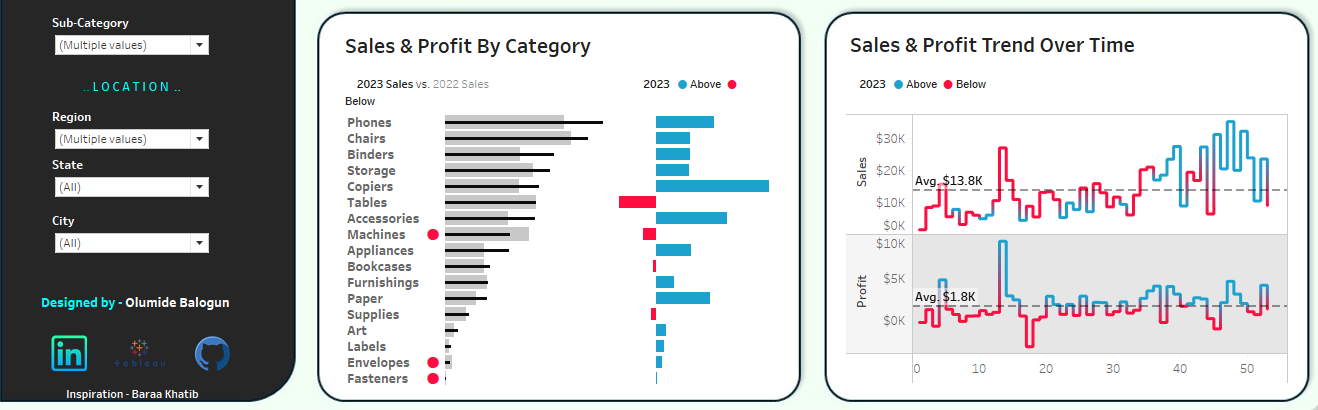 Sub-Category
(Multiple values)
.. LOCATION ..
Region
(Multiple values)
State
(All)
City
(All)
Designed by - Olumide Balogun
in
tableau
Inspiration - Baraa Khatib
Sales & Profit By Category
2023 Sales vs. 2022 Sales
2023 Above
Below
Phones
Chairs
Binders
Storage
Copiers
Tables
Accessories
Machines
Appliances
Bookcases
Furnishings
Paper
Supplies
Art
Labels
Envelopes
Fasteners
Sales & Profit Trend Over Time
2023 Above Below
Sales
$30K
$20K
$10K
$0K
Avg. $13.8K
Profit
$10K
$5K
$0K
Avg. $1.8K
0 10 20 30 40 50